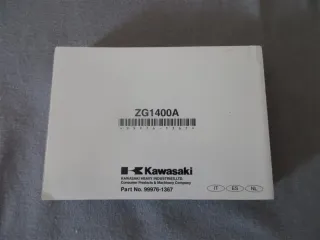 ZG1400A
Kawasaki
KAWASAKI HEAVY INDUSTRIES,LTD.
Consumer Products & Machinery Company
Part No. 99976-1367
IT ES NL